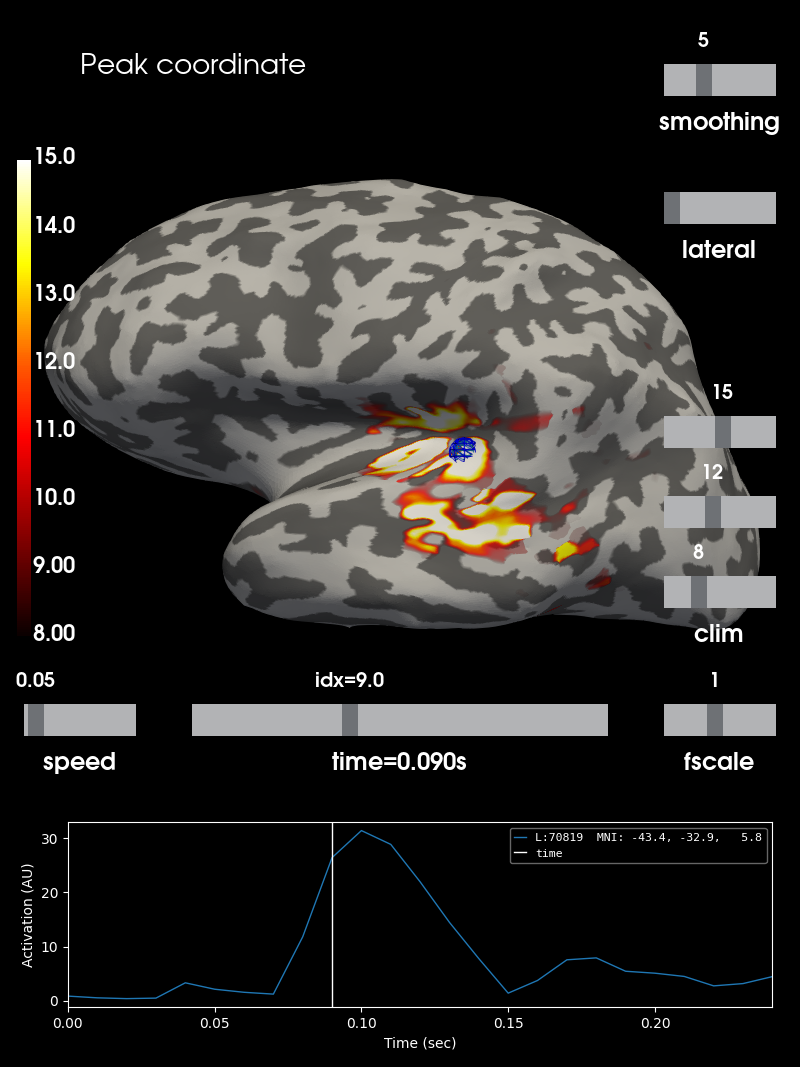 5
Peak coordinate
smoothing
15.0
14.0
lateral
13.0
12.0
15
11.0
12
10.0
9.00
8
8.00
clim
0.05
idx=9.0
1
speed
time=0.090s
fscale
30
20
10
0
Activation (AU)
L:70819  MNI: -43.4, -32.9,   5.8
time
0.00
0.05
0.10
0.15
0.20
Time (sec)